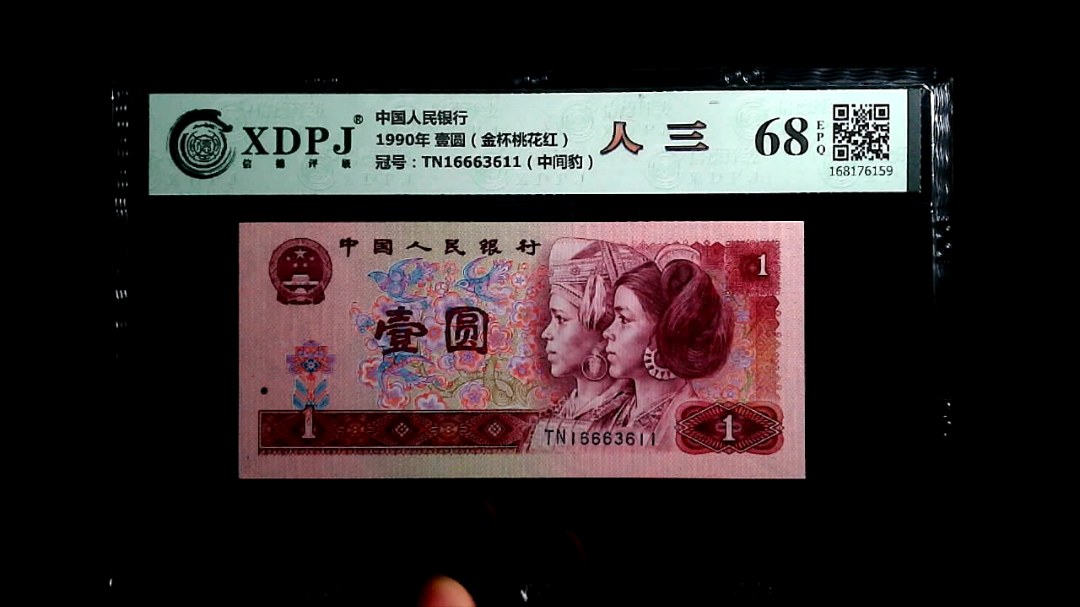 XDPJ®
信德评级
中国人民银行
1990年 壹圆（金杯桃花红）
冠号：TN16663611（中间豹）
人 三
68 EPQ
168176159
中国人民银行
1
壹圆
1
TN16663611
1